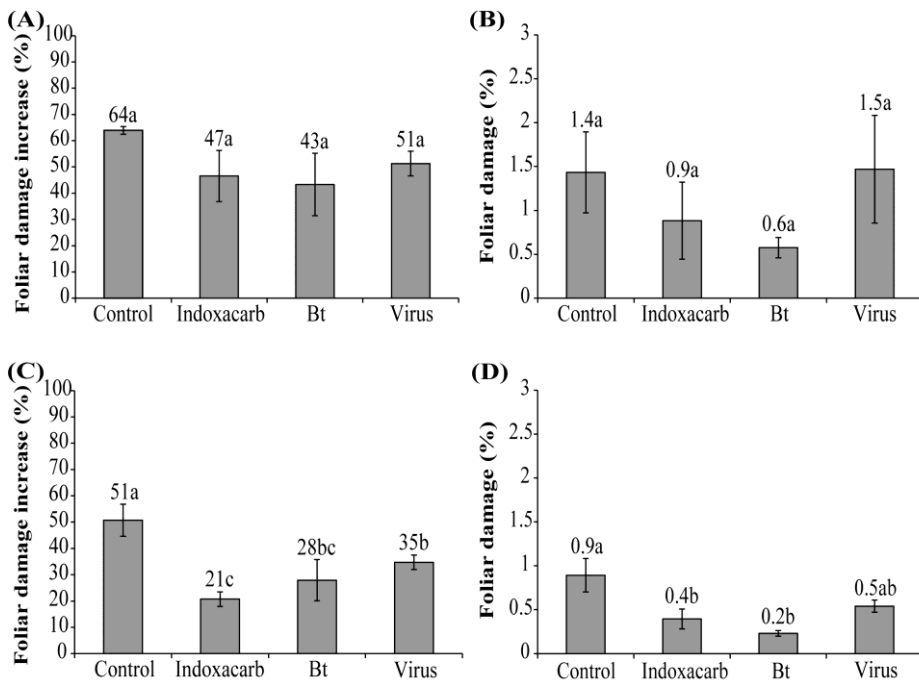 (A)
Foliar damage increase (%)
100
90
80
70
60
50
40
30
20
10
0
64a
47a
43a
51a
Control Indoxacarb Bt Virus
(B)
Foliar damage (%)
3
2.5
2
1.5
1
0.5
0
1.4a
0.9a
0.6a
1.5a
Control Indoxacarb Bt Virus
(C)
Foliar damage increase (%)
100
90
80
70
60
50
40
30
20
10
0
51a
21c
28bc
35b
Control Indoxacarb Bt Virus
(D)
Foliar damage (%)
3
2.5
2
1.5
1
0.5
0
0.9a
0.4b
0.2b
0.5ab
Control Indoxacarb Bt Virus